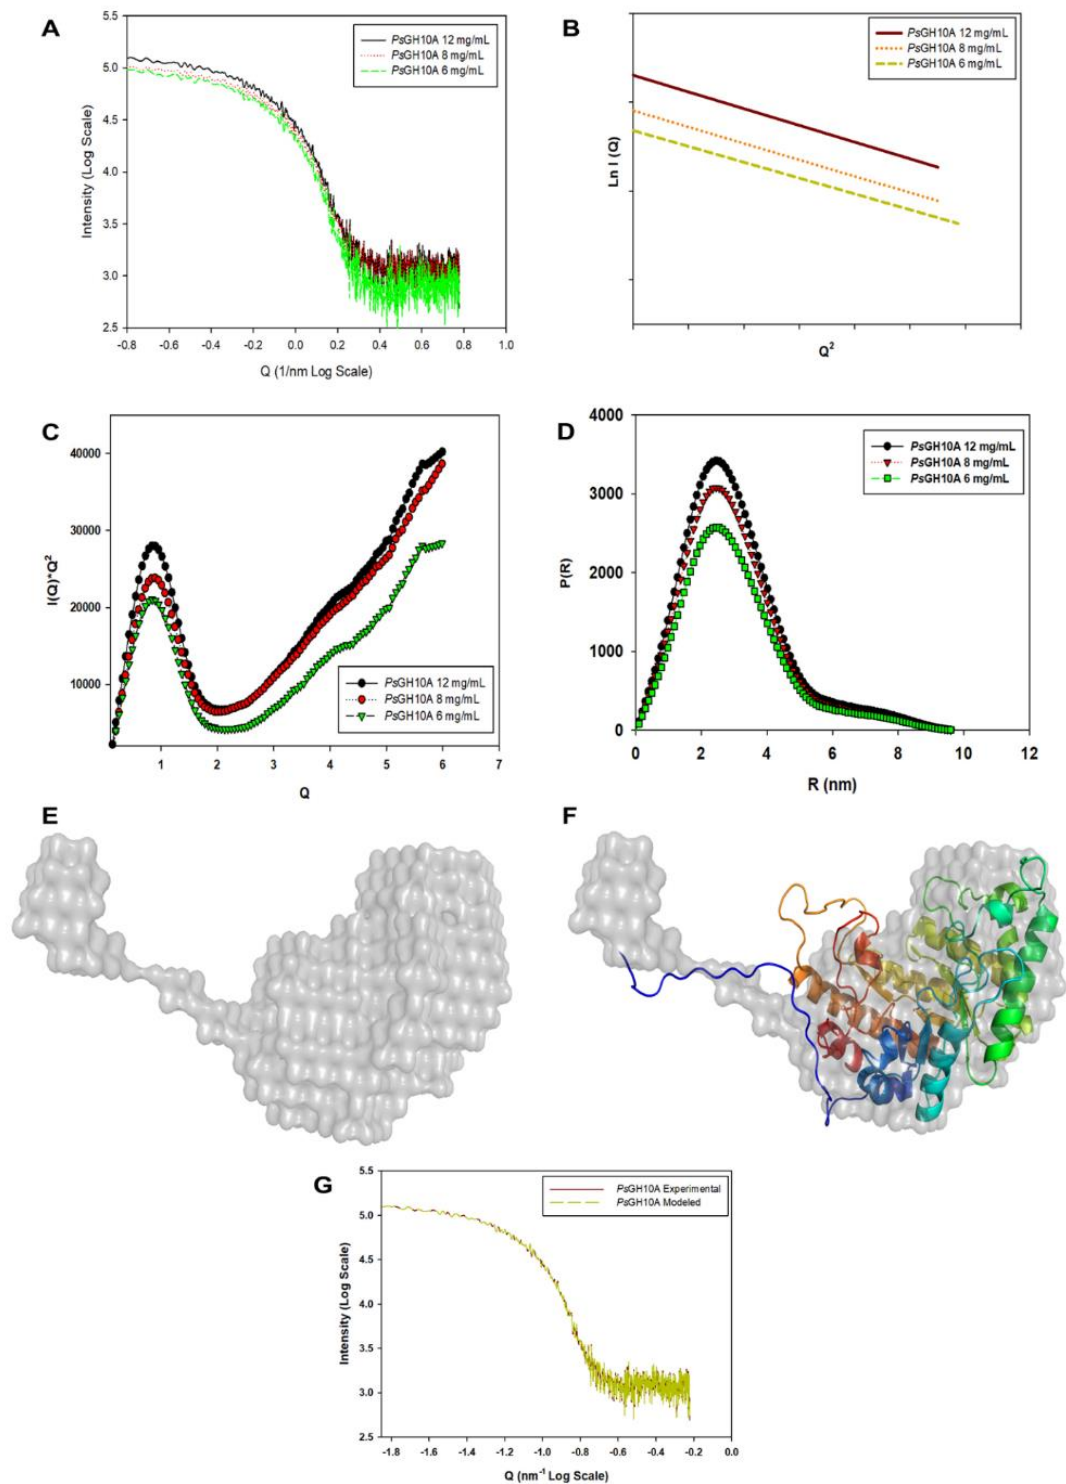 A
5.5
5.0
4.5
4.0
3.5
3.0
2.5
Intensity (Log Scale)
PsGH10A 12 mg/mL
PsGH10A 8 mg/mL
PsGH10A 6 mg/mL
-0.8 -0.6 -0.4 -0.2 0.0 0.2 0.4 0.6 0.8 1.0
Q (1/nm Log Scale)
B
Ln I (Q)
PsGH10A 12 mg/mL
PsGH10A 8 mg/mL
PsGH10A 6 mg/mL
Q²
C
40000
30000
20000
10000
I(Q)*Q²
PsGH10A 12 mg/mL
PsGH10A 8 mg/mL
PsGH10A 6 mg/mL
1 2 3 4 5 6 7
Q
D
4000
3000
2000
1000
0
P(R)
PsGH10A 12 mg/mL
PsGH10A 8 mg/mL
PsGH10A 6 mg/mL
0 2 4 6 8 10 12
R (nm)
E
F
G
5.5
5.0
4.5
4.0
3.5
3.0
2.5
Intensity (Log Scale)
PsGH10A Experimental
PsGH10A Modeled
-1.8 -1.6 -1.4 -1.2 -1.0 -0.8 -0.6 -0.4 -0.2 0.0
Q (nm⁻¹ Log Scale)